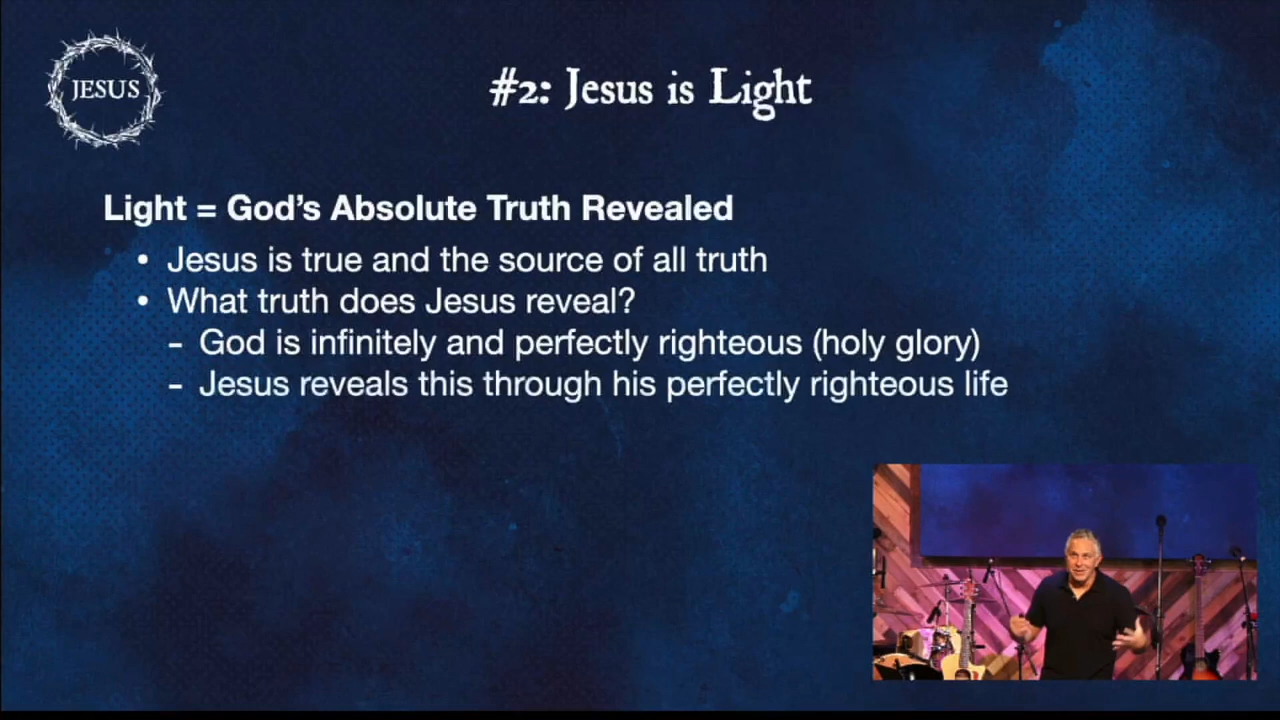 JESUS
#2: Jesus is Light
Light = God’s Absolute Truth Revealed
• Jesus is true and the source of all truth
• What truth does Jesus reveal?
- God is infinitely and perfectly righteous (holy glory)
- Jesus reveals this through his perfectly righteous life